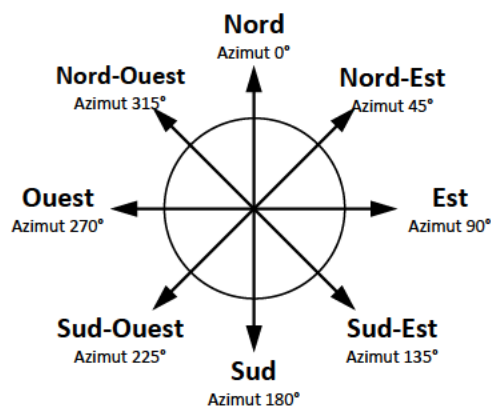 Nord
Azimut 0°
Nord-Ouest
Azimut 315°
Nord-Est
Azimut 45°
Ouest
Azimut 270°
Est
Azimut 90°
Sud-Ouest
Azimut 225°
Sud-Est
Azimut 135°
Sud
Azimut 180°